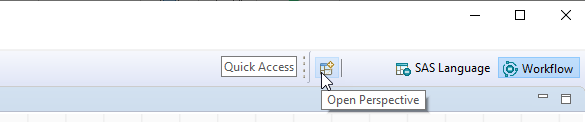 Quick Access
SAS Language
Workflow
Open Perspective